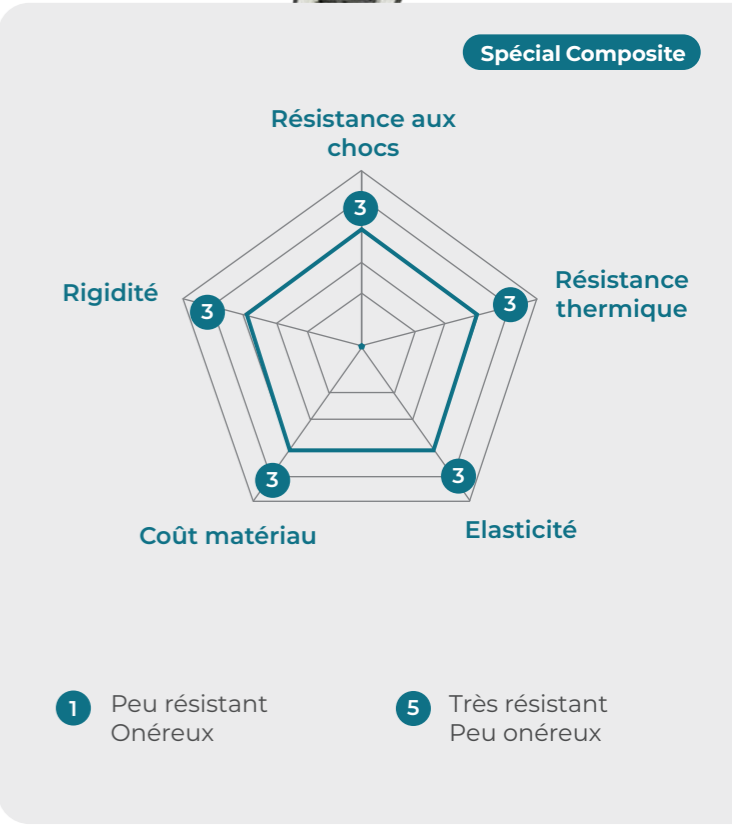 Spécial Composite
Résistance aux
chocs
3
Rigidité
3
Résistance
thermique
3
Coût matériau
3
Elasticité
3
1
Peu résistant
Onéreux
5
Très résistant
Peu onéreux